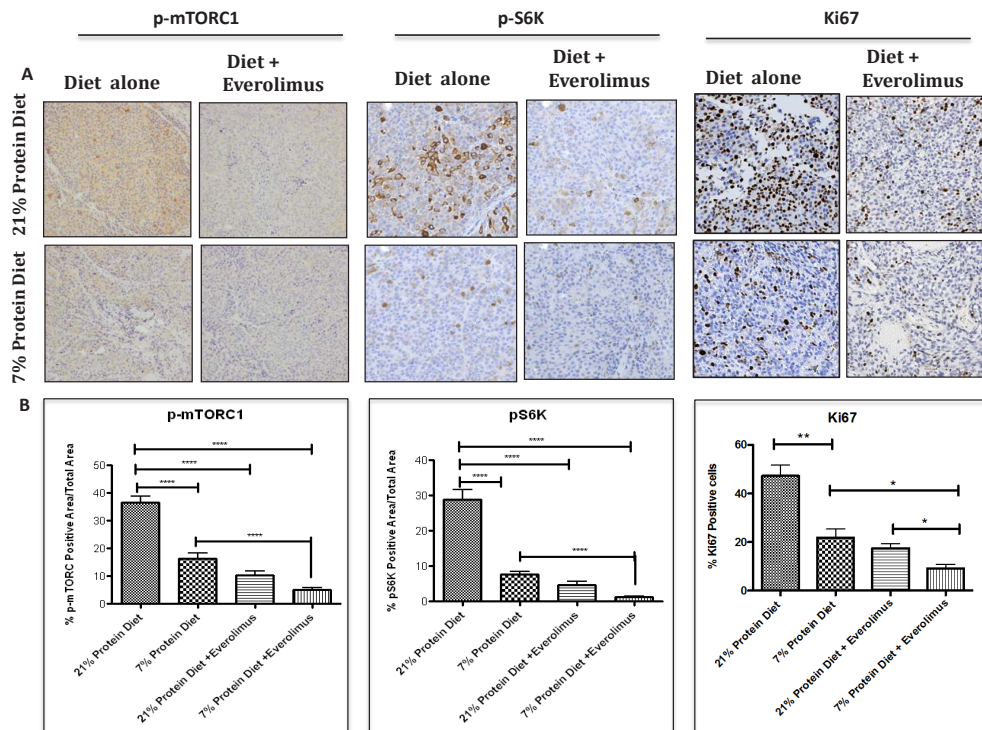 p-mTORC1
p-S6K
Ki67
A
Diet alone
Diet +
Everolimus
Diet alone
Diet +
Everolimus
Diet alone
Diet +
Everolimus
21% Protein Diet
7% Protein Diet
B
p-mTORC1
% p-mTORC Positive Area/Total Area
50
40
30
20
10
0
****
****
****
****
21% Protein Diet
7% Protein Diet
21% Protein Diet +Everolimus
7% Protein Diet +Everolimus
pS6K
% pS6K Positive Area/Total Area
40
30
20
10
0
****
****
****
****
21% Protein Diet
7% Protein Diet
21% Protein Diet +Everolimus
7% Protein Diet +Everolimus
Ki67
% Ki67 Positive cells
60
40
20
0
**
*
*
21% Protein Diet
7% Protein Diet
21% Protein Diet + Everolimus
7% Protein Diet + Everolimus